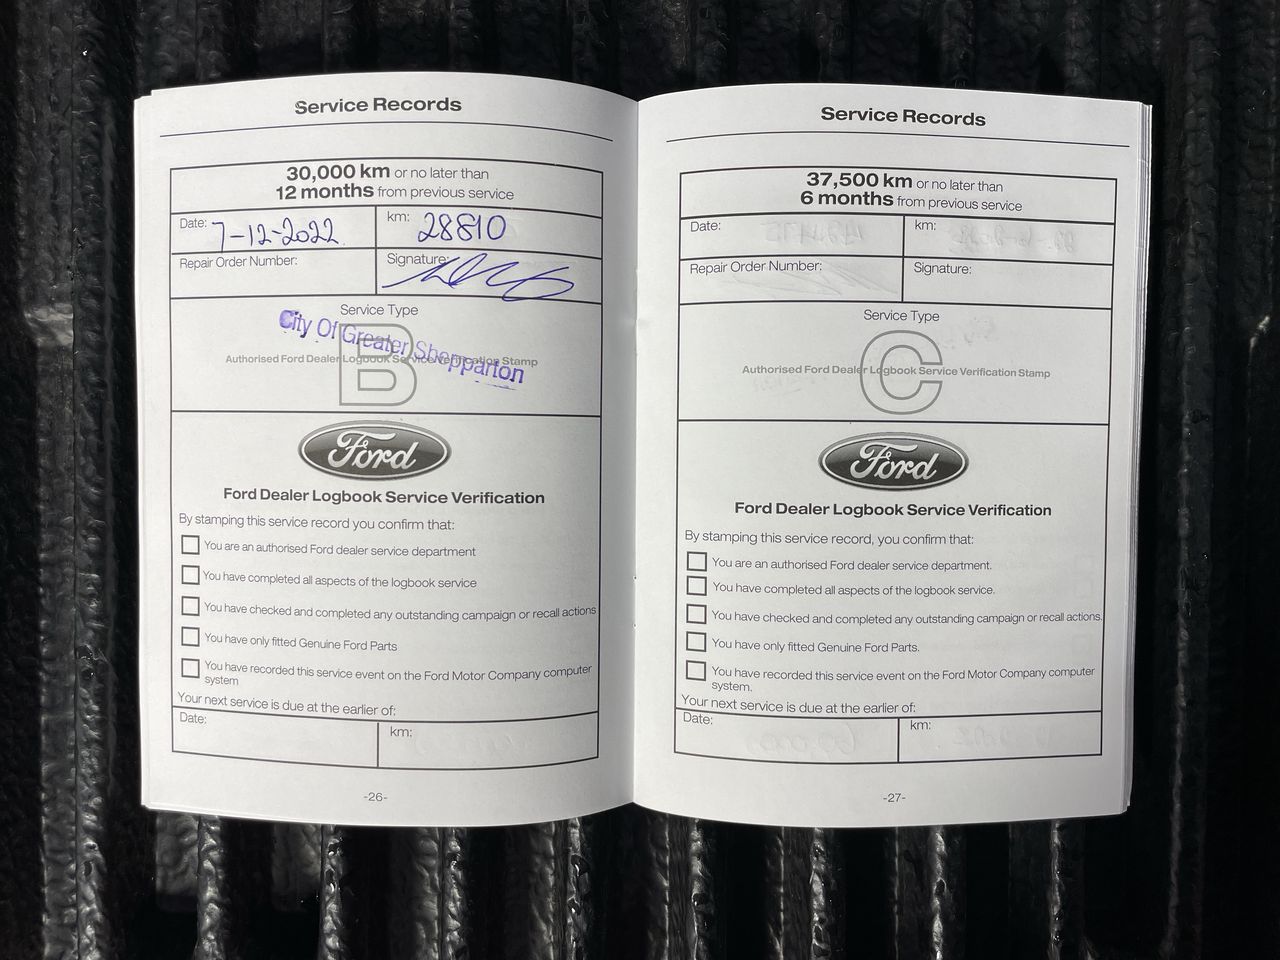 Service Records
30,000 km or no later than
12 months from previous service
Date: 7-12-2022
km: 28810
Repair Order Number:
Signature:
Service Type
B
City Of Greater Shepparton
Authorised Ford Dealer Logbook Service Verification Stamp
Ford
Ford Dealer Logbook Service Verification
By stamping this service record you confirm that:
You are an authorised Ford dealer service department
You have completed all aspects of the logbook service
You have checked and completed any outstanding campaign or recall actions
You have only fitted Genuine Ford Parts
You have recorded this service event on the Ford Motor Company computer
system
Your next service is due at the earlier of:
Date:
km:
-26-
Service Records
37,500 km or no later than
6 months from previous service
Date:
km:
Repair Order Number:
Signature:
Service Type
C
Authorised Ford Dealer Logbook Service Verification Stamp
Ford
Ford Dealer Logbook Service Verification
By stamping this service record, you confirm that:
You are an authorised Ford dealer service department.
You have completed all aspects of the logbook service.
You have checked and completed any outstanding campaign or recall actions.
You have only fitted Genuine Ford Parts.
You have recorded this service event on the Ford Motor Company computer
system.
Your next service is due at the earlier of:
Date:
km:
-27-